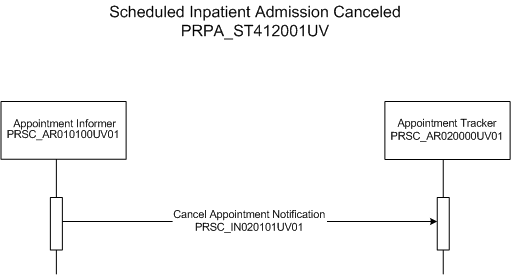 Scheduled Inpatient Admission Canceled
PRPA_ST412001UV
Appointment Informer
PRSC_AR010100UV01
Appointment Tracker
PRSC_AR020000UV01
Cancel Appointment Notification
PRSC_IN020101UV01